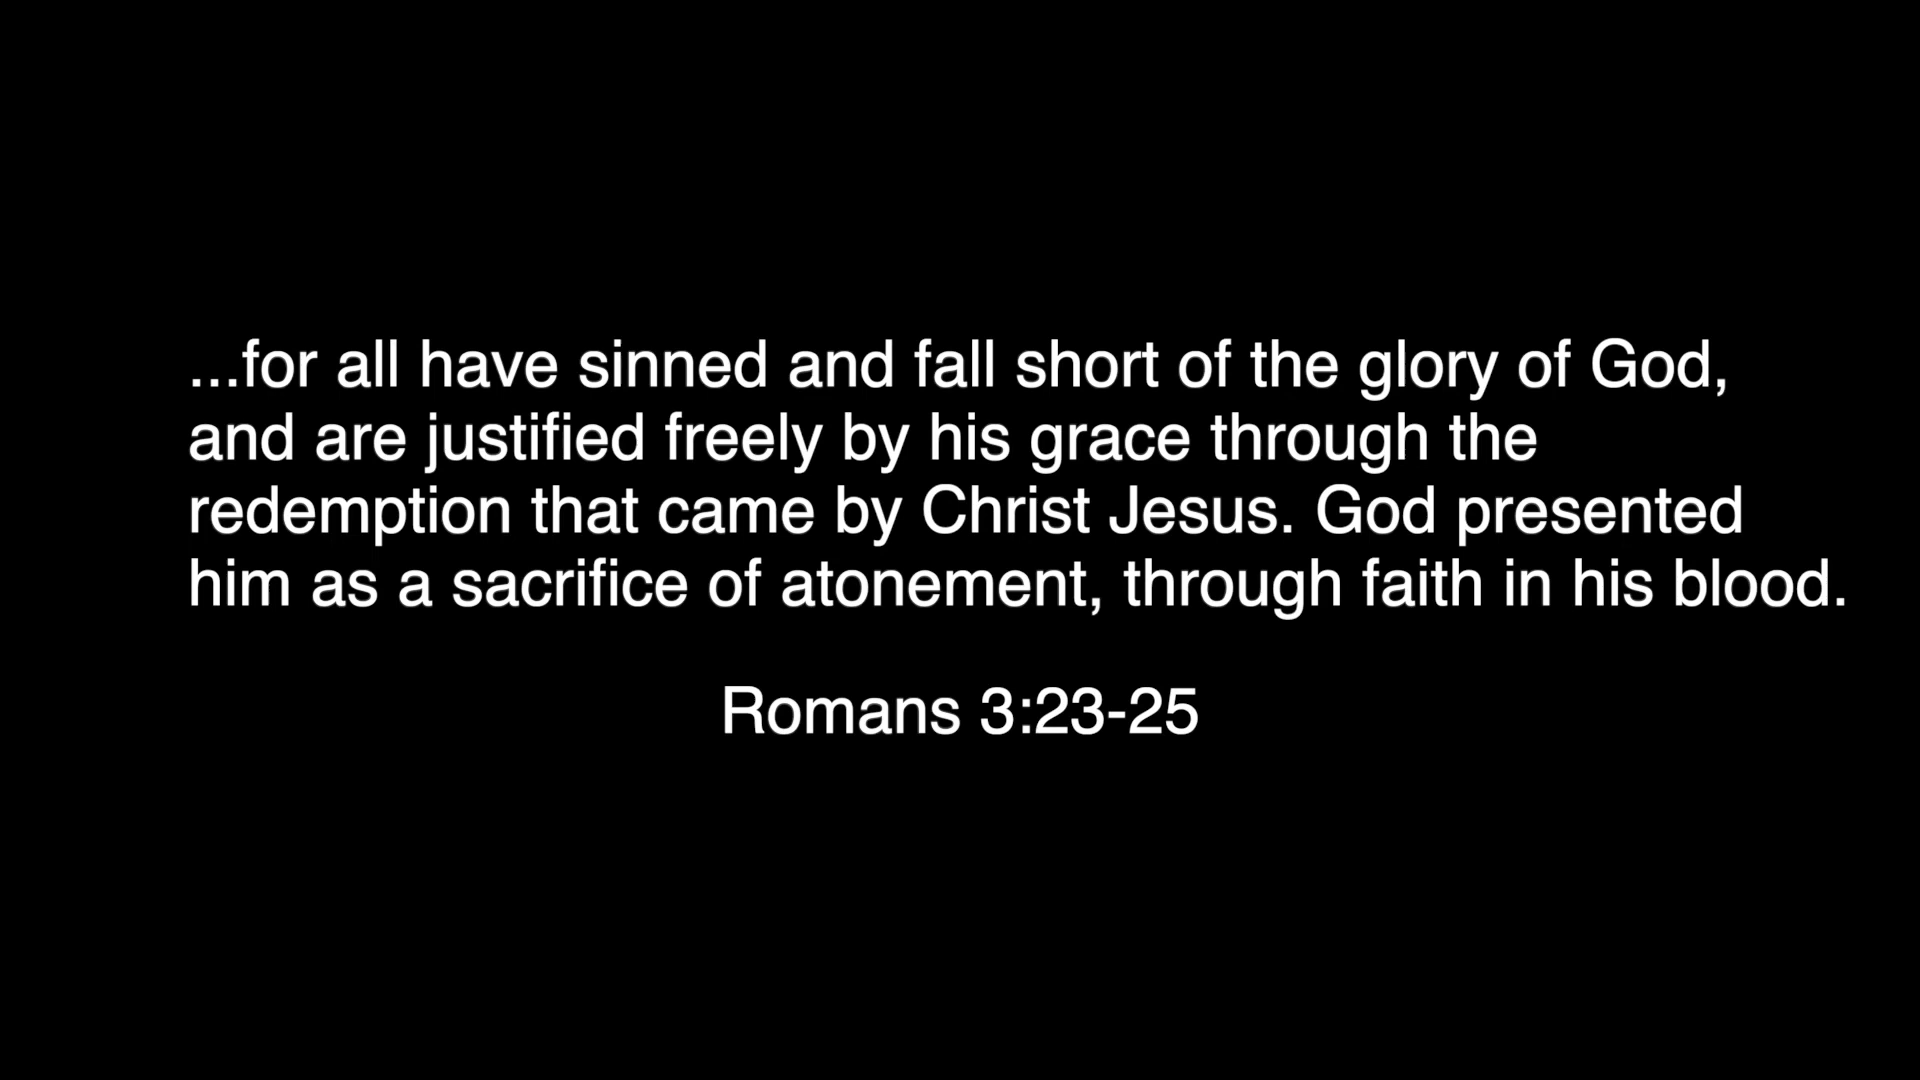 ...for all have sinned and fall short of the glory of God,
and are justified freely by his grace through the
redemption that came by Christ Jesus. God presented
him as a sacrifice of atonement, through faith in his blood.
Romans 3:23-25